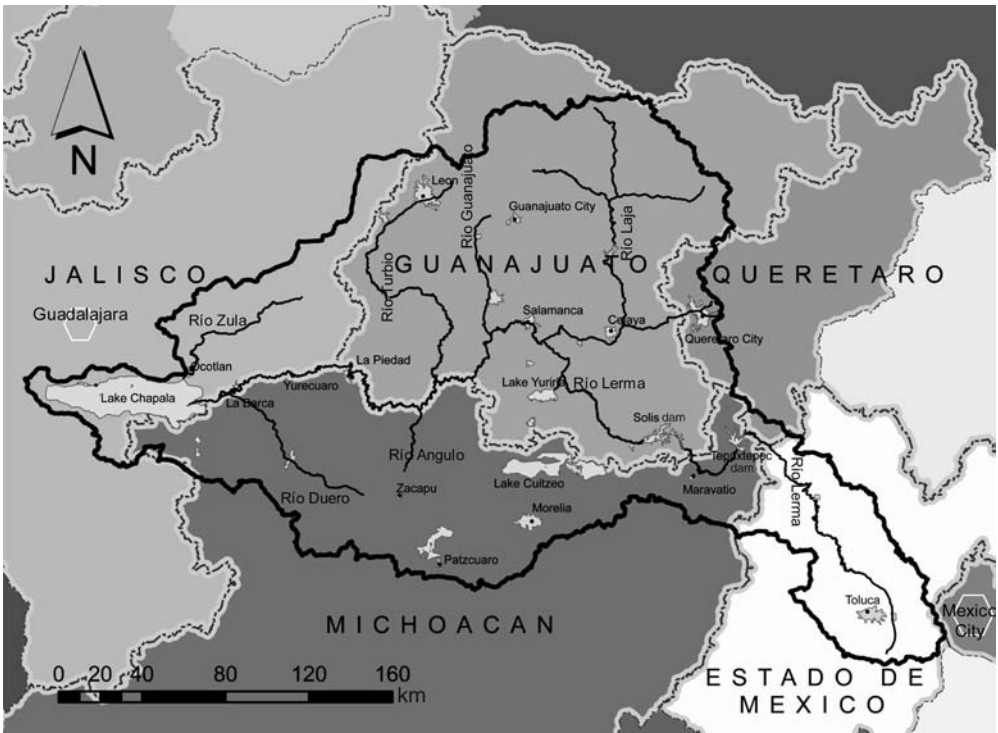 N
Leon
Río Guanajuato
Guanajuato City
Río Laja
Río Turbio
JALISCO
GUANAJUATO
QUERETARO
Guadalajara
Río Zula
Salamanca
Celaya
Queretaro City
Ocotlan
La Piedad
Lake Chapala
La Barca
Yurecuaro
Lake Yuriria
Río Lerma
Solis dam
Río Angulo
Tepuxtepec
dam
Río Duero
Zacapu
Lake Cuitzeo
Maravatio
Río Lerma
Morelia
Patzcuaro
Toluca
Mexico
City
MICHOACAN
0 20 40 80 120 160
km
ESTADO DE
MEXICO